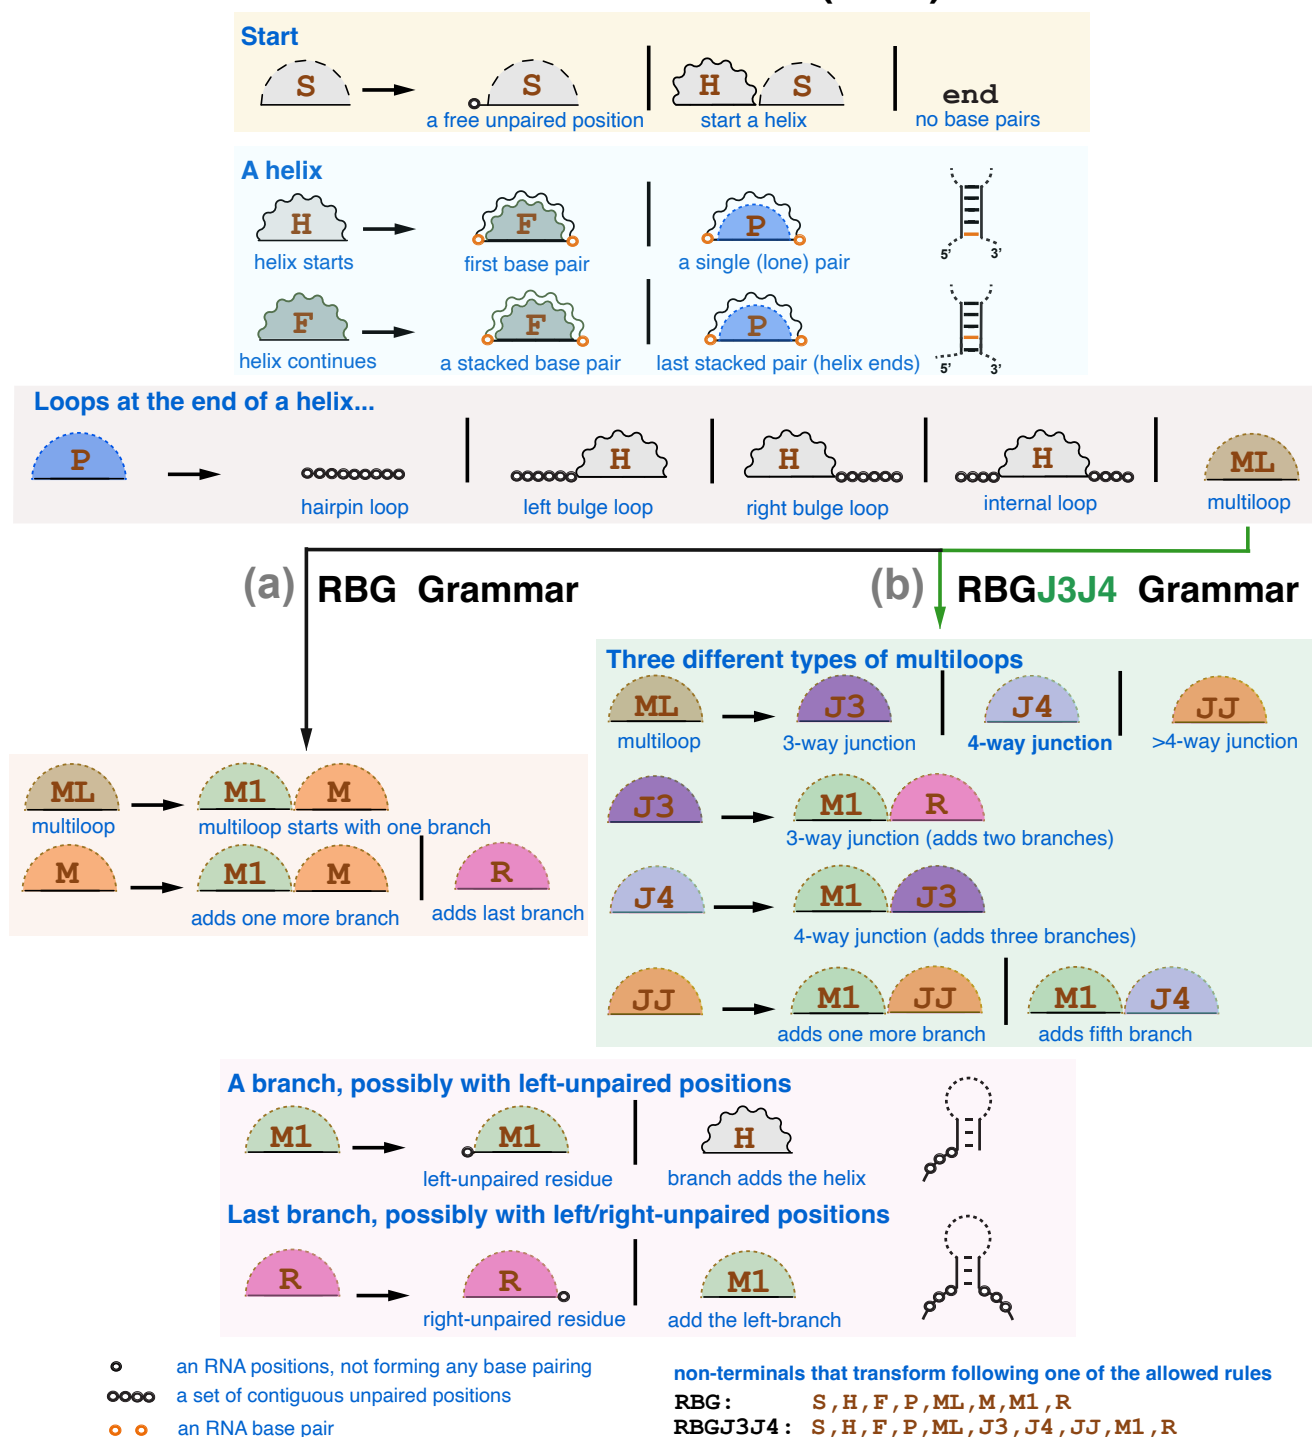 Start
S
S
H
S
end
a free unpaired position
start a helix
no base pairs
A helix
H
F
P
helix starts
first base pair
a single (lone) pair
5’
3’
F
F
P
helix continues
a stacked base pair
last stacked pair (helix ends)
5’
3’
Loops at the end of a helix...
P
H
H
H
ML
hairpin loop
left bulge loop
right bulge loop
internal loop
multiloop
(a) RBG Grammar
(b) RBGJ3J4 Grammar
Three different types of multiloops
ML
J3
J4
JJ
multiloop
3-way junction
4-way junction
>4-way junction
ML
M1
M
multiloop
multiloop starts with one branch
M
M1
M
R
adds one more branch
adds last branch
J3
M1
R
3-way junction (adds two branches)
J4
M1
J3
4-way junction (adds three branches)
JJ
M1
JJ
M1
J4
adds one more branch
adds fifth branch
A branch, possibly with left-unpaired positions
M1
M1
H
left-unpaired residue
branch adds the helix
Last branch, possibly with left/right-unpaired positions
R
R
M1
right-unpaired residue
add the left-branch
an RNA positions, not forming any base pairing
a set of contiguous unpaired positions
an RNA base pair
non-terminals that transform following one of the allowed rules
RBG: S,H,F,P,ML,M,M1,R
RBGJ3J4: S,H,F,P,ML,J3,J4,JJ,M1,R